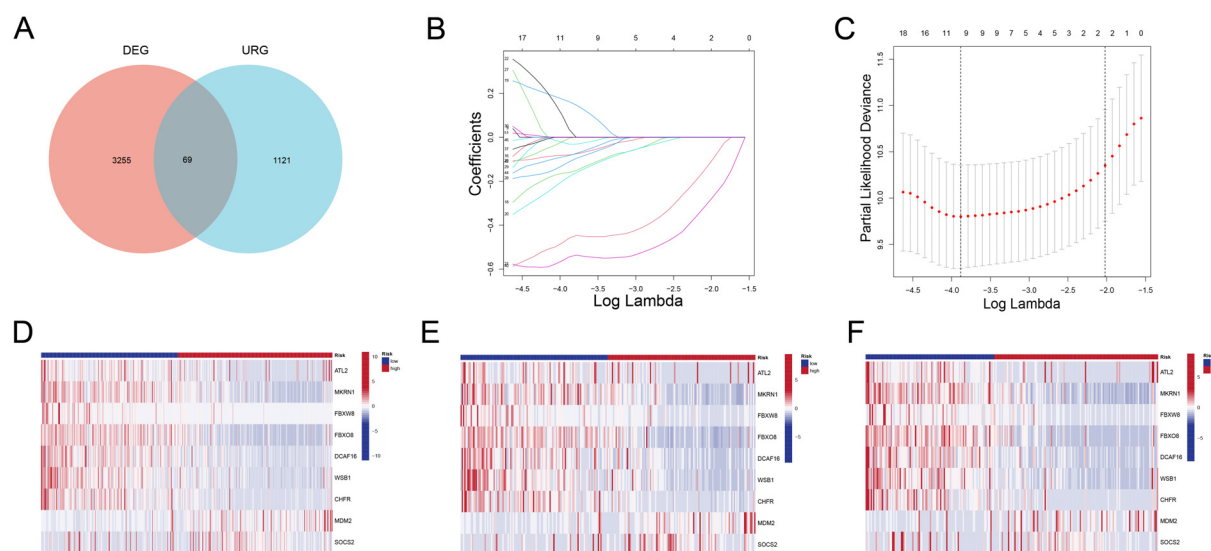 A
DEG
URG
3255
69
1121
B
17
11
9
5
4
0
0.2
0.0
−0.2
−0.4
−0.6
Coefficients
−4.5
−4.0
−3.5
−3.0
−2.5
−2.0
−1.5
Log Lambda
C
18 16 11 9 9 9 7 5 4 5 3 2 2 2 1 0
11.5
11.0
10.5
10.0
9.5
Partial Likelihood Deviance
−4.5 −4.0 −3.5 −3.0 −2.5 −2.0 −1.5
Log Lambda
D
Risk
ATL2
MKRN1
FBXW8
FBXO8
DCAF16
WSB1
CHFR
MDM2
SOCS2
10
5
0
−5
−10
Risk
low
high
E
Risk
ATL2
MKRN1
FBXW8
FBXO8
DCAF16
WSB1
CHFR
MDM2
SOCS2
5
0
−5
Risk
low
high
F
Risk
ATL2
MKRN1
FBXW8
FBXO8
DCAF16
WSB1
CHFR
MDM2
SOCS2
5
0
−5